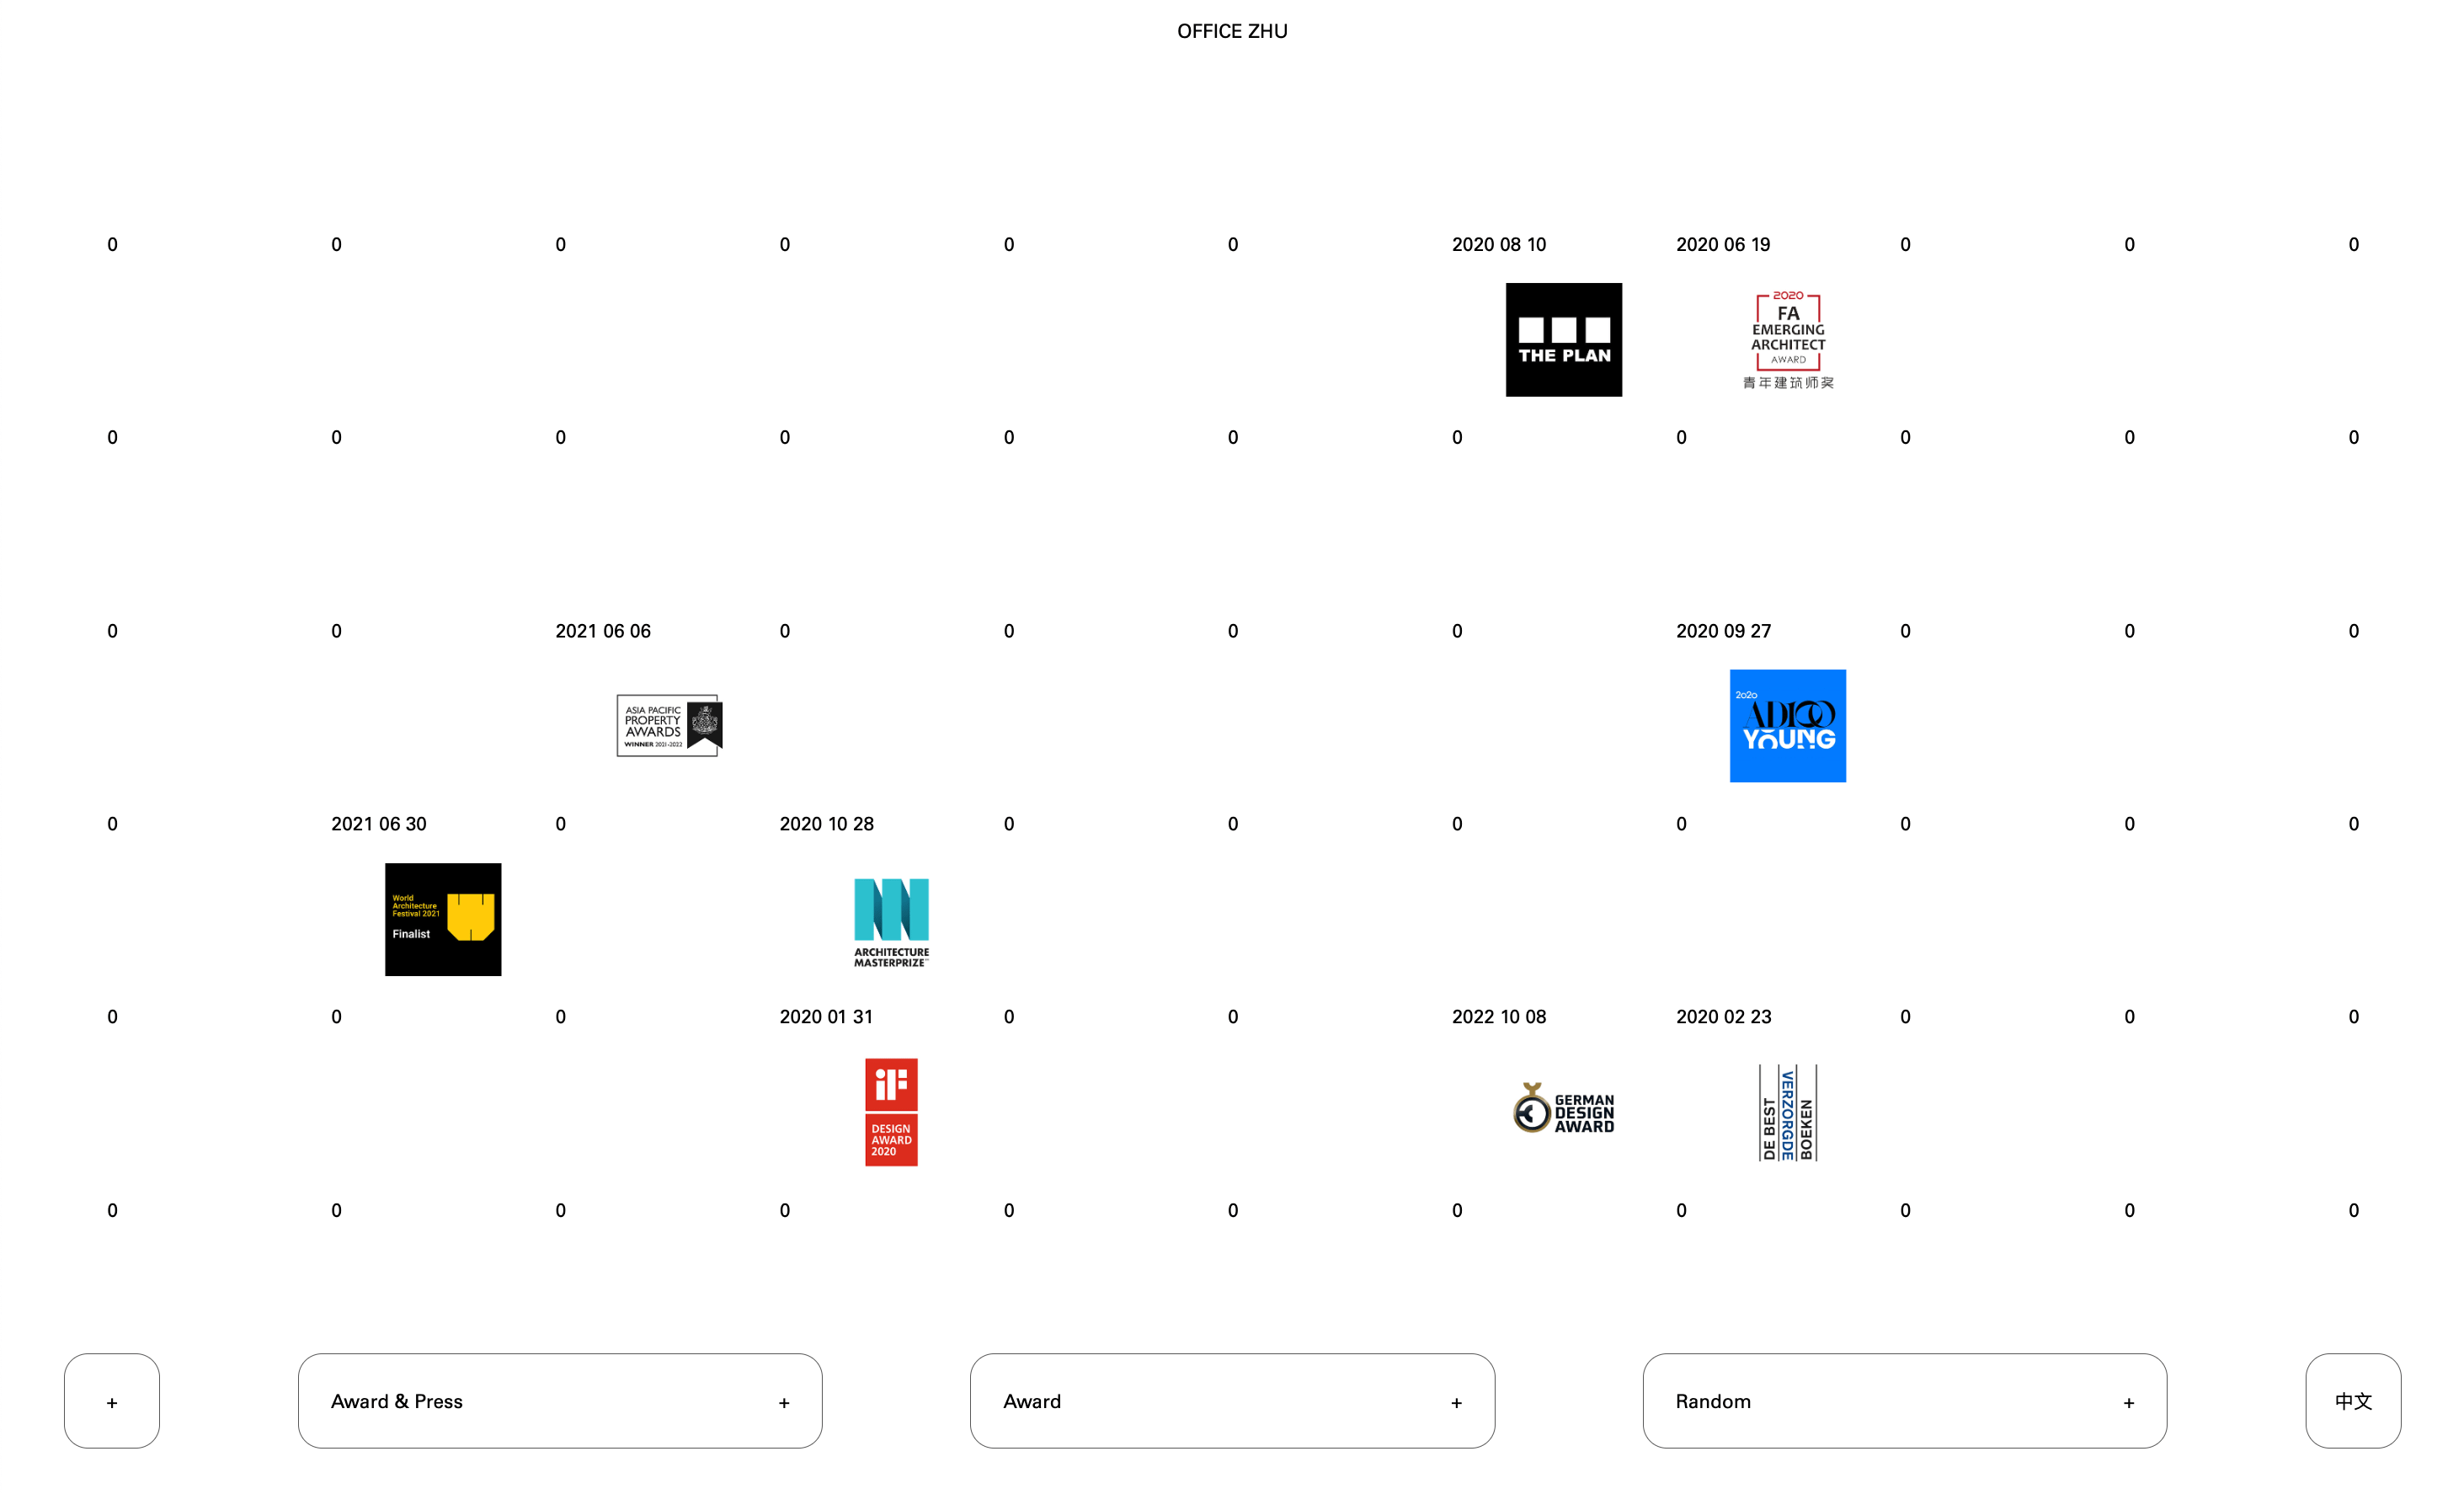 OFFICE ZHU
0 0 0 0 0 0 2020 08 10 2020 06 19 0 0 0
THE PLAN
2020
FA
EMERGING
ARCHITECT
AWARD
青年建筑师奖
0 0 0 0 0 0 0 0 0 0 0
0 0 2021 06 06 0 0 0 0 2020 09 27 0 0 0
ASIA PACIFIC
PROPERTY
AWARDS
WINNER 2021-2022
2020
AD100
YOUNG
0 2021 06 30 0 2020 10 28 0 0 0 0 0 0 0
World
Architecture
Festival 2021
Finalist
ARCHITECTURE
MASTERPRIZE™
0 0 0 2020 01 31 0 0 2022 10 08 2020 02 23 0 0 0
iF
DESIGN
AWARD
2020
GERMAN
DESIGN
AWARD
DE BEST
VERZORGDE
BOEKEN
0 0 0 0 0 0 0 0 0 0 0
+ Award & Press + Award + Random + 中文